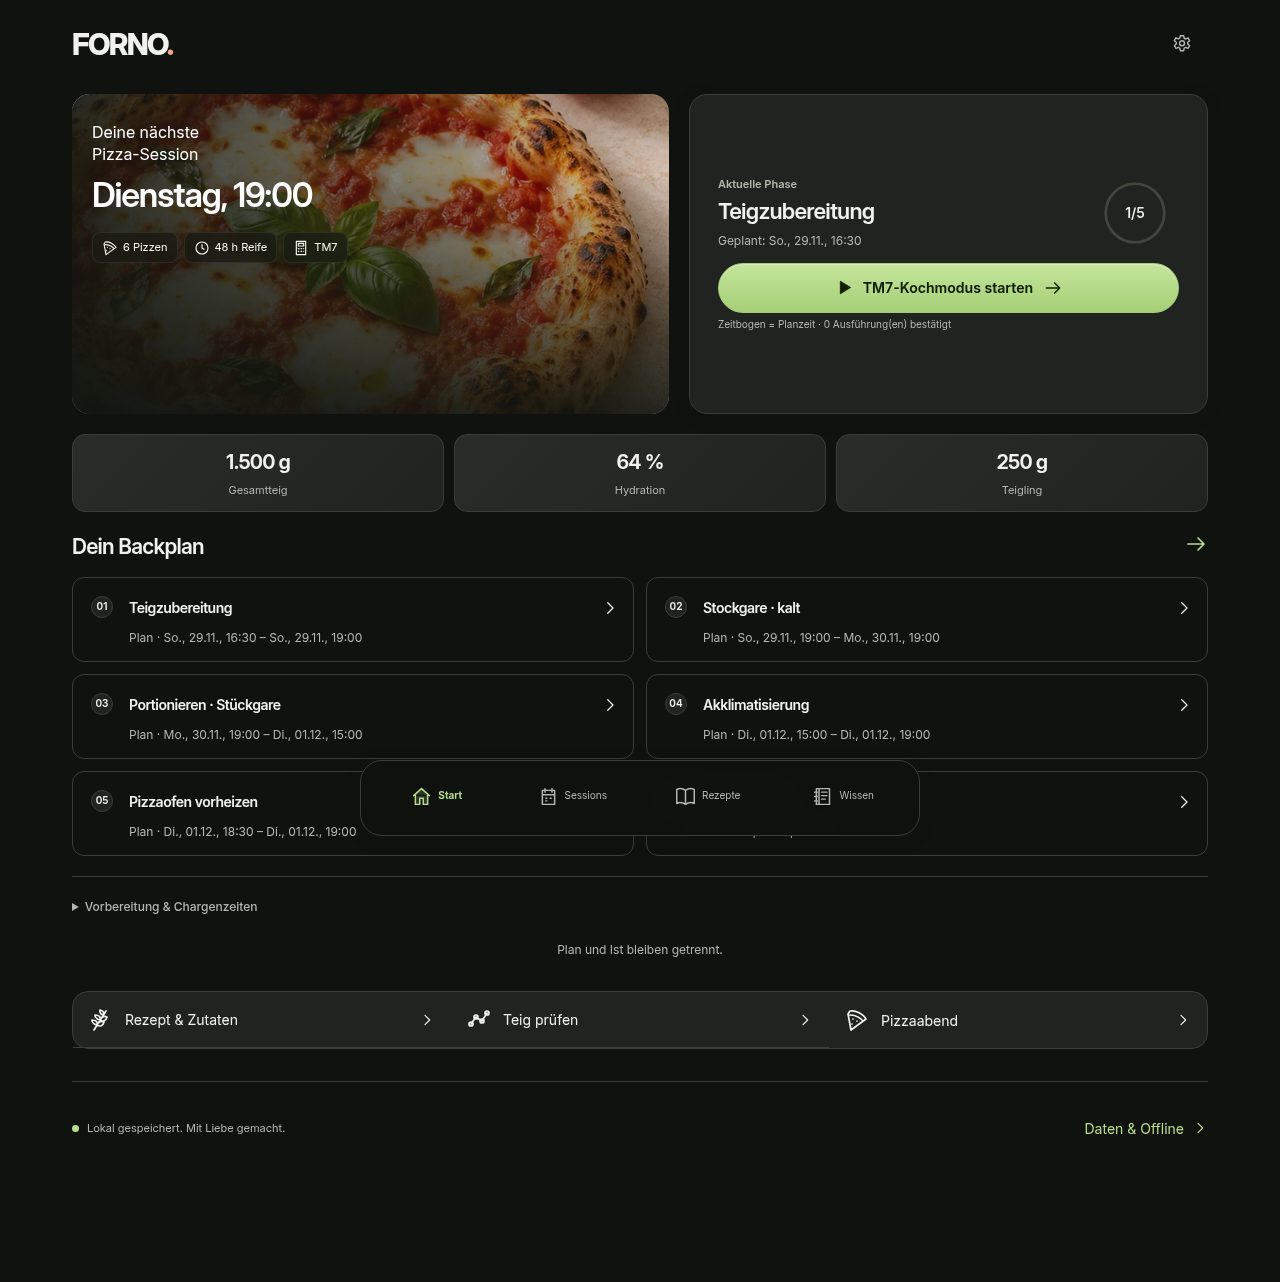 FORNO.
Deine nächste
Pizza-Session
Dienstag, 19:00
6 Pizzen
48 h Reife
TM7
Aktuelle Phase
Teigzubereitung
Geplant: So., 29.11., 16:30
1/5
TM7-Kochmodus starten
Zeitbogen = Planzeit · 0 Ausführung(en) bestätigt
1.500 g
Gesamtteig
64 %
Hydration
250 g
Teigling
Dein Backplan
01
Teigzubereitung
Plan · So., 29.11., 16:30 – So., 29.11., 19:00
02
Stockgare · kalt
Plan · So., 29.11., 19:00 – Mo., 30.11., 19:00
03
Portionieren · Stückgare
Plan · Mo., 30.11., 19:00 – Di., 01.12., 15:00
04
Akklimatisierung
Plan · Di., 01.12., 15:00 – Di., 01.12., 19:00
05
Pizzaofen vorheizen
Plan · Di., 01.12., 18:30 – Di., 01.12., 19:00
Start
Sessions
Rezepte
Wissen
Vorbereitung & Chargenzeiten
Plan und Ist bleiben getrennt.
Rezept & Zutaten
Teig prüfen
Pizzaabend
Lokal gespeichert. Mit Liebe gemacht.
Daten & Offline